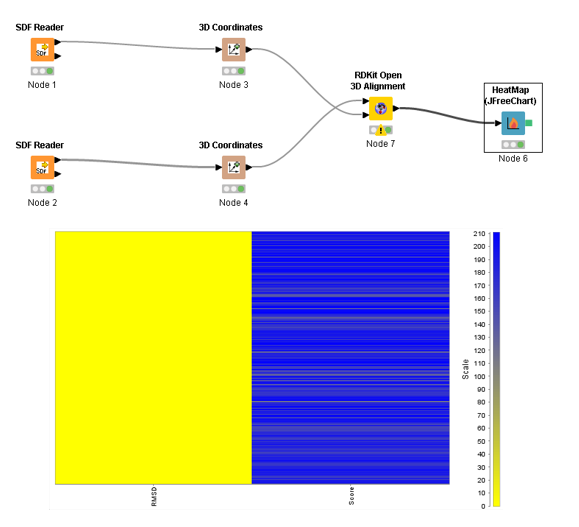 SDF Reader
SDF
Node 1
3D Coordinates
Node 3
RDKit Open
3D Alignment
Node 7
HeatMap
(JFreeChart)
Node 6
SDF Reader
SDF
Node 2
3D Coordinates
Node 4
210
200
190
180
170
160
150
140
130
120
110
100
90
80
70
60
50
40
30
20
10
0
Scale
RMSD
Score